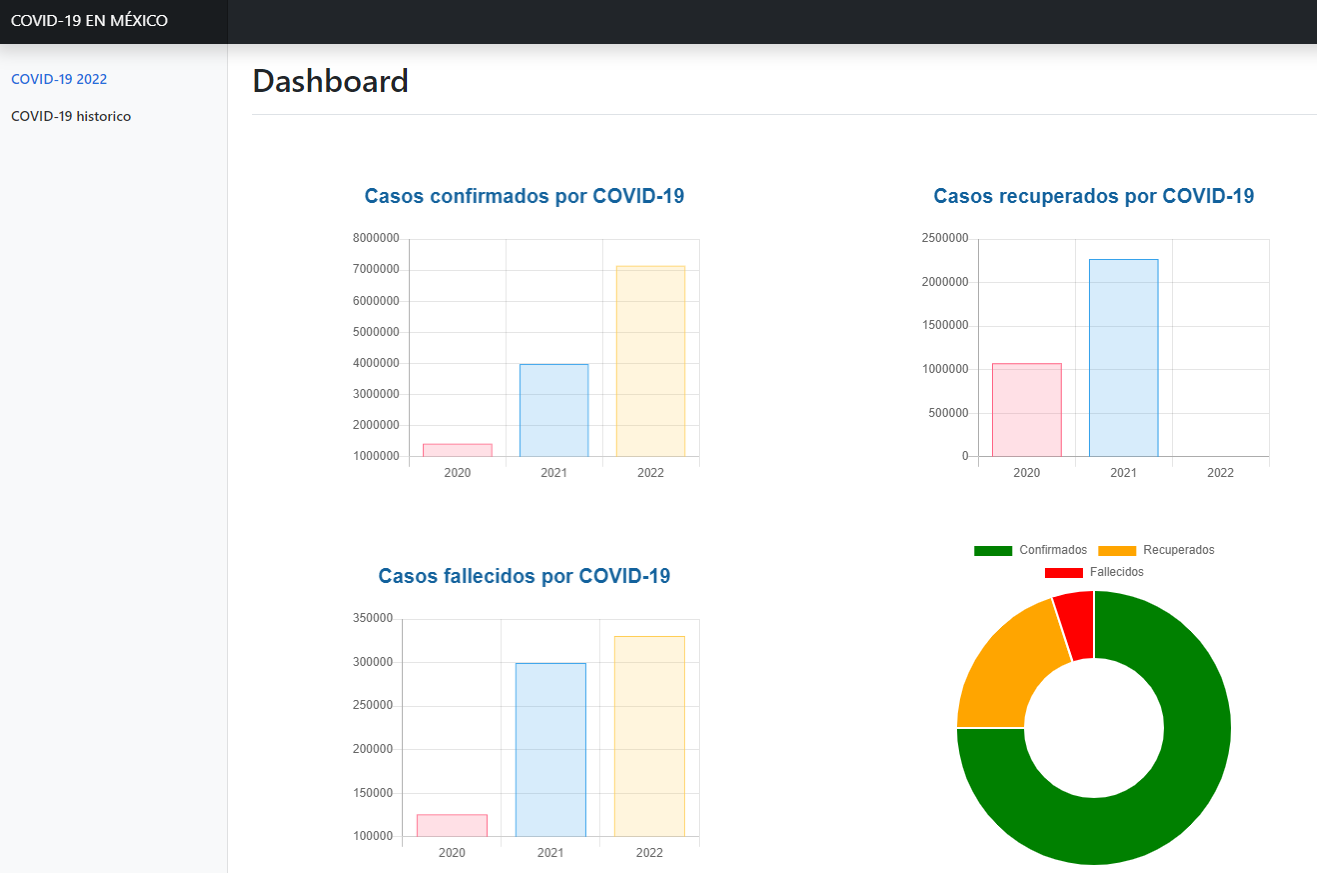 COVID-19 EN MÉXICO
COVID-19 2022
COVID-19 historico
Dashboard
Casos confirmados por COVID-19
8000000
7000000
6000000
5000000
4000000
3000000
2000000
1000000
2020 2021 2022
Casos recuperados por COVID-19
2500000
2000000
1500000
1000000
500000
0
2020 2021 2022
Casos fallecidos por COVID-19
350000
300000
250000
200000
150000
100000
2020 2021 2022
Confirmados Recuperados
Fallecidos